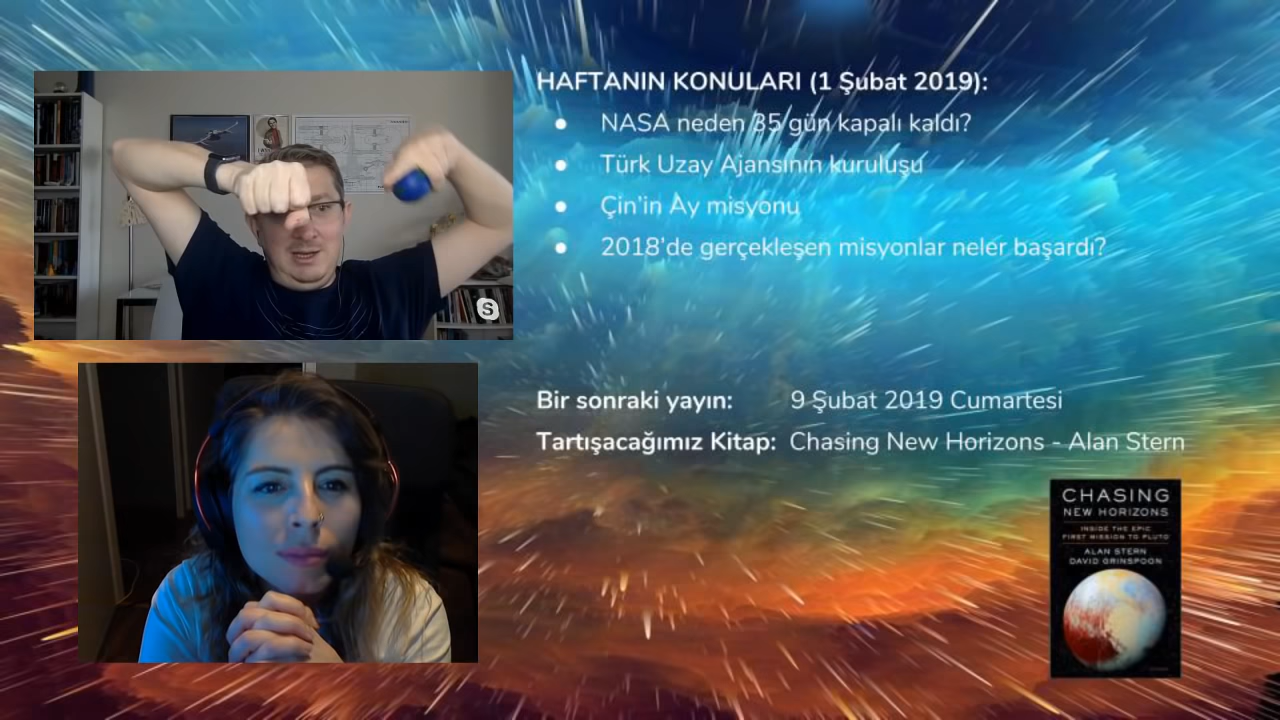 HAFTANIN KONULARI (1 Şubat 2019):
● NASA neden 35 gün kapalı kaldı?
● Türk Uzay Ajansının kuruluşu
● Çin'in Ay misyonu
● 2018'de gerçekleşen misyonlar neler başardı?
Bir sonraki yayın: 9 Şubat 2019 Cumartesi
Tartışacağımız Kitap: Chasing New Horizons - Alan Stern
CHASING
NEW HORIZONS
INSIDE THE EPIC
FIRST MISSION TO PLUTO
ALAN STERN
DAVID GRINSPOON
S